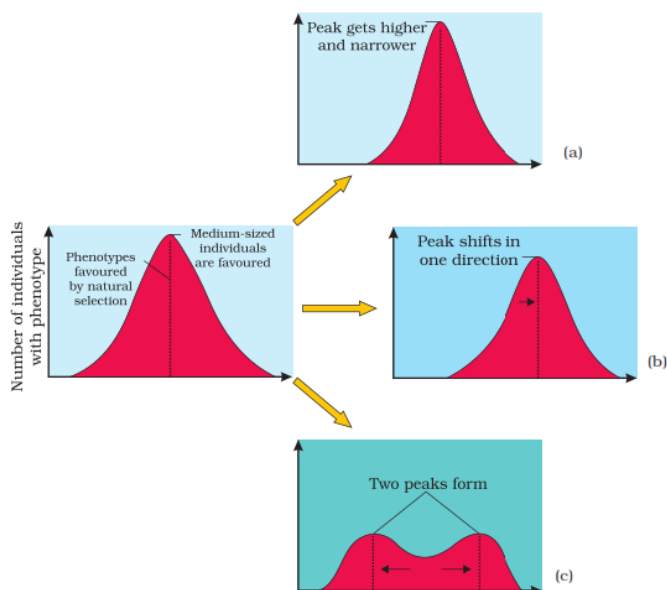 Peak gets higher
and narrower
(a)
Number of individuals
with phenotype
Medium-sized
individuals
are favoured
Phenotypes
favoured
by natural
selection
Peak shifts in
one direction
(b)
Two peaks form
(c)